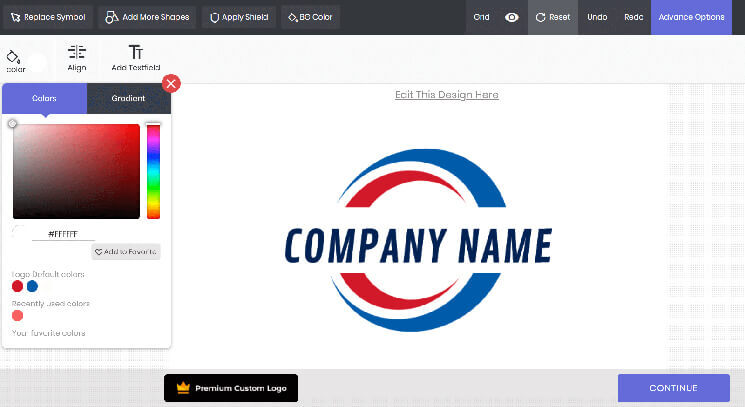 Replace Symbol
Add More Shapes
Apply Shield
BG Color
Grid
Reset
Undo
Redo
Advance Options
color
Align
Add Textfield
Colors
Gradient
Edit This Design Here
COMPANY NAME
#FFFFFF
Add to Favorite
Logo Default colors
Recently used colors
Your favorite colors
Premium Custom Logo
CONTINUE